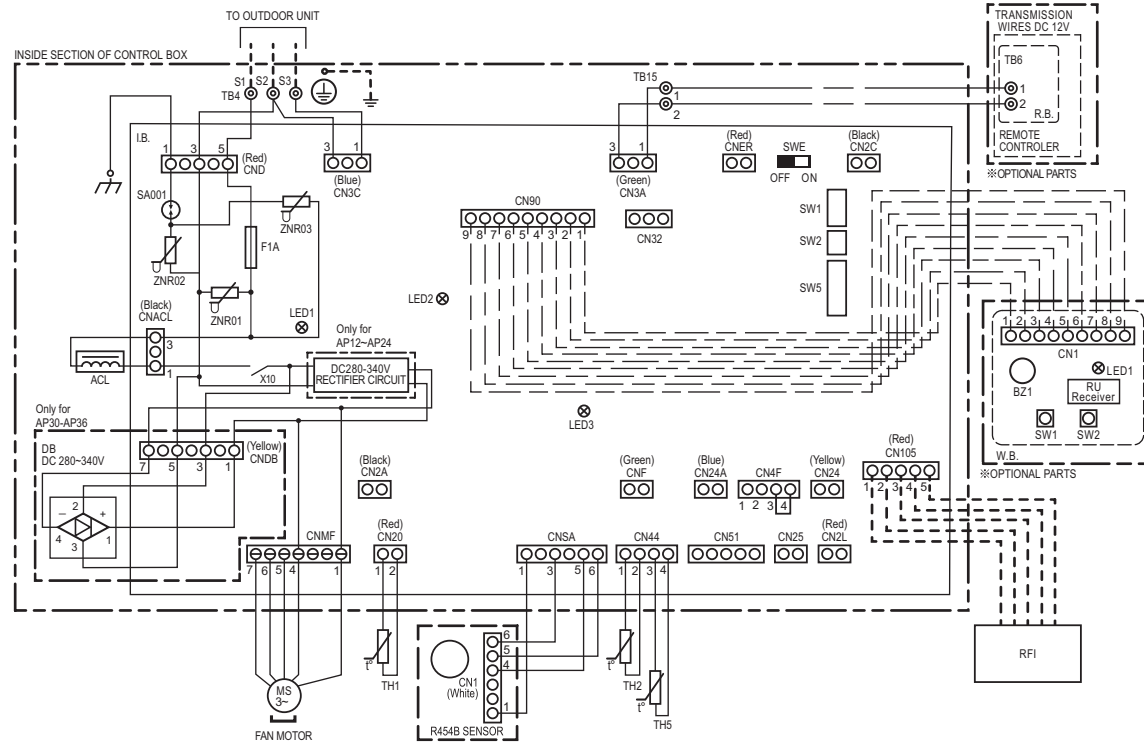 TO OUTDOOR UNIT
INSIDE SECTION OF CONTROL BOX
S1 S2 S3
TB4
TB15
1
2
TRANSMISSION
WIRES DC 12V
TB6
1
2
R.B.
REMOTE
CONTROLER
※OPTIONAL PARTS
I.B.
1 3 5
(Red)
CND
3 1
(Blue)
CN3C
3 1
(Green)
CN3A
(Red)
CNER
SWE
OFF ON
(Black)
CN2C
SA001
ZNR03
F1A
ZNR02
ZNR01
CN90
9 8 7 6 5 4 3 2 1
CN32
SW1
SW2
SW5
LED2
LED1
(Black)
CNACL
3
1
ACL
X10
Only for
AP12~AP24
DC280-340V
RECTIFIER CIRCUIT
LED3
1 2 3 4 5 6 7 8 9
CN1
LED1
BZ1
RU
Receiver
SW1 SW2
W.B.
※OPTIONAL PARTS
Only for
AP30-AP36
DB
DC 280~340V
7 5 3 1
(Yellow)
CNDB
2
– +
4 1
3
(Black)
CN2A
(Green)
CNF
(Blue)
CN24A
CN4F
1 2 3 4
(Yellow)
CN24
(Red)
CN105
1 2 3 4 5
CNMF
7 6 5 4 1
(Red)
CN20
1 2
CNSA
1 3 5 6
CN44
1 2 3 4
CN51
CN25
(Red)
CN2L
t°
TH1
6
5
4
1
CN1
(White)
R454B SENSOR
t°
TH2
t°
TH5
RFI
MS
3~
FAN MOTOR